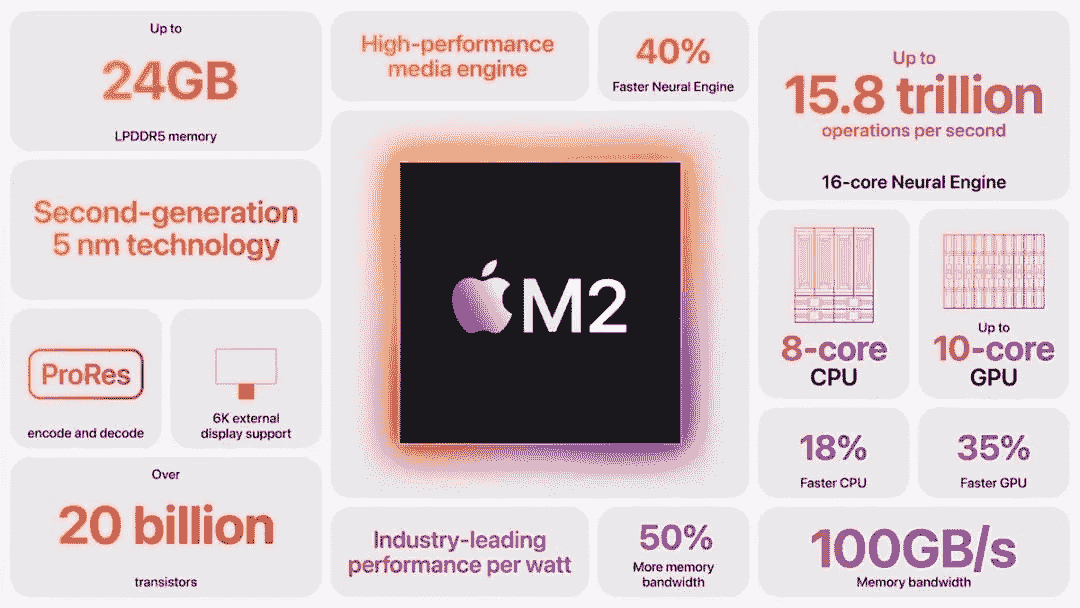 Up to
24GB
LPDDR5 memory
High-performance
media engine
40%
Faster Neural Engine
Up to
15.8 trillion
operations per second
16-core Neural Engine
Second-generation
5 nm technology
M2
8-core
CPU
Up to
10-core
GPU
ProRes
encode and decode
6K external
display support
18%
Faster CPU
35%
Faster GPU
Over
20 billion
transistors
Industry-leading
performance per watt
50%
More memory
bandwidth
100GB/s
Memory bandwidth